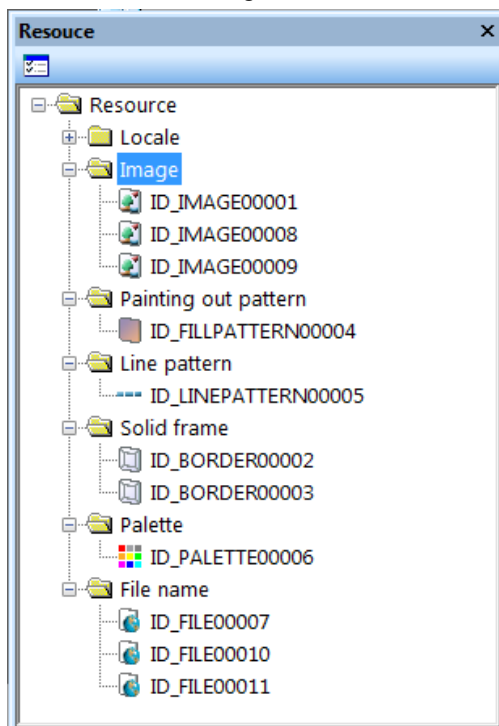 Resouce
Resource
Locale
Image
ID_IMAGE00001
ID_IMAGE00008
ID_IMAGE00009
Painting out pattern
ID_FILLPATTERN00004
Line pattern
ID_LINEPATTERN00005
Solid frame
ID_BORDER00002
ID_BORDER00003
Palette
ID_PALETTE00006
File name
ID_FILE00007
ID_FILE00010
ID_FILE00011